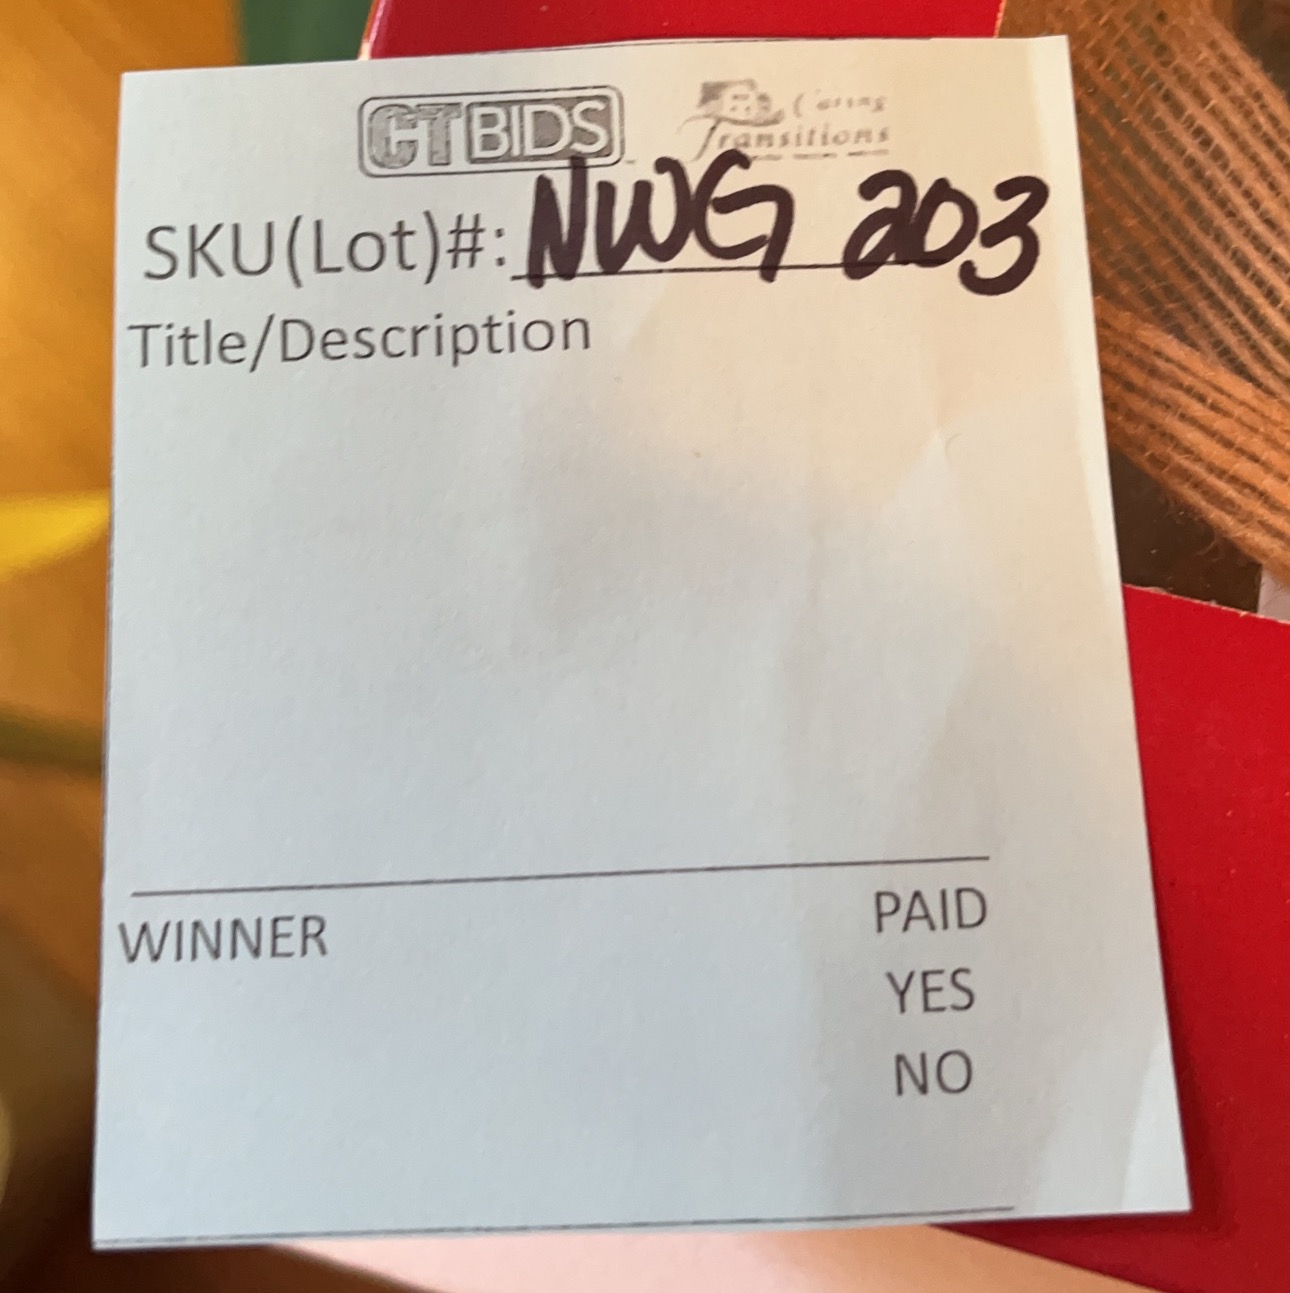 CTBIDS Caring Transitions
SKU(Lot)#: NWG 203
Title/Description
WINNER PAID
YES
NO